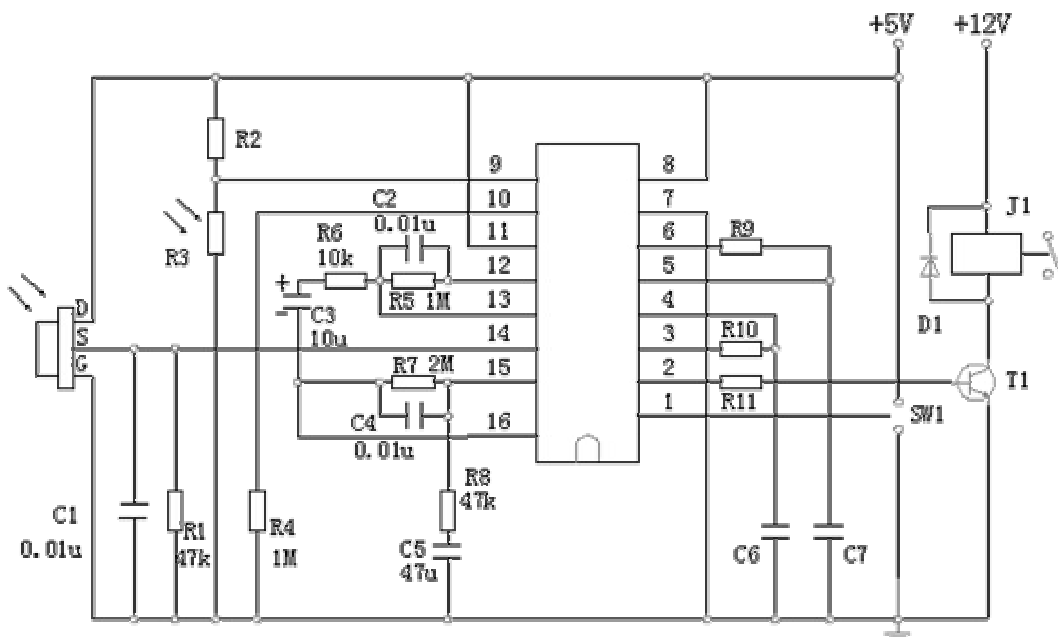 +5V
+12V
R2
9
8
10
7
C2
0.01u
J1
R6
10k
11
6
R9
R3
12
5
+
R5 1M
13
4
D
-
C3
10u
D1
S
14
3
R10
G
R7 2M
15
2
T1
C4
0.01u
16
1
R11
SW1
R8
47k
C1
0.01u
R1
47k
R4
1M
C5
47u
C6
C7